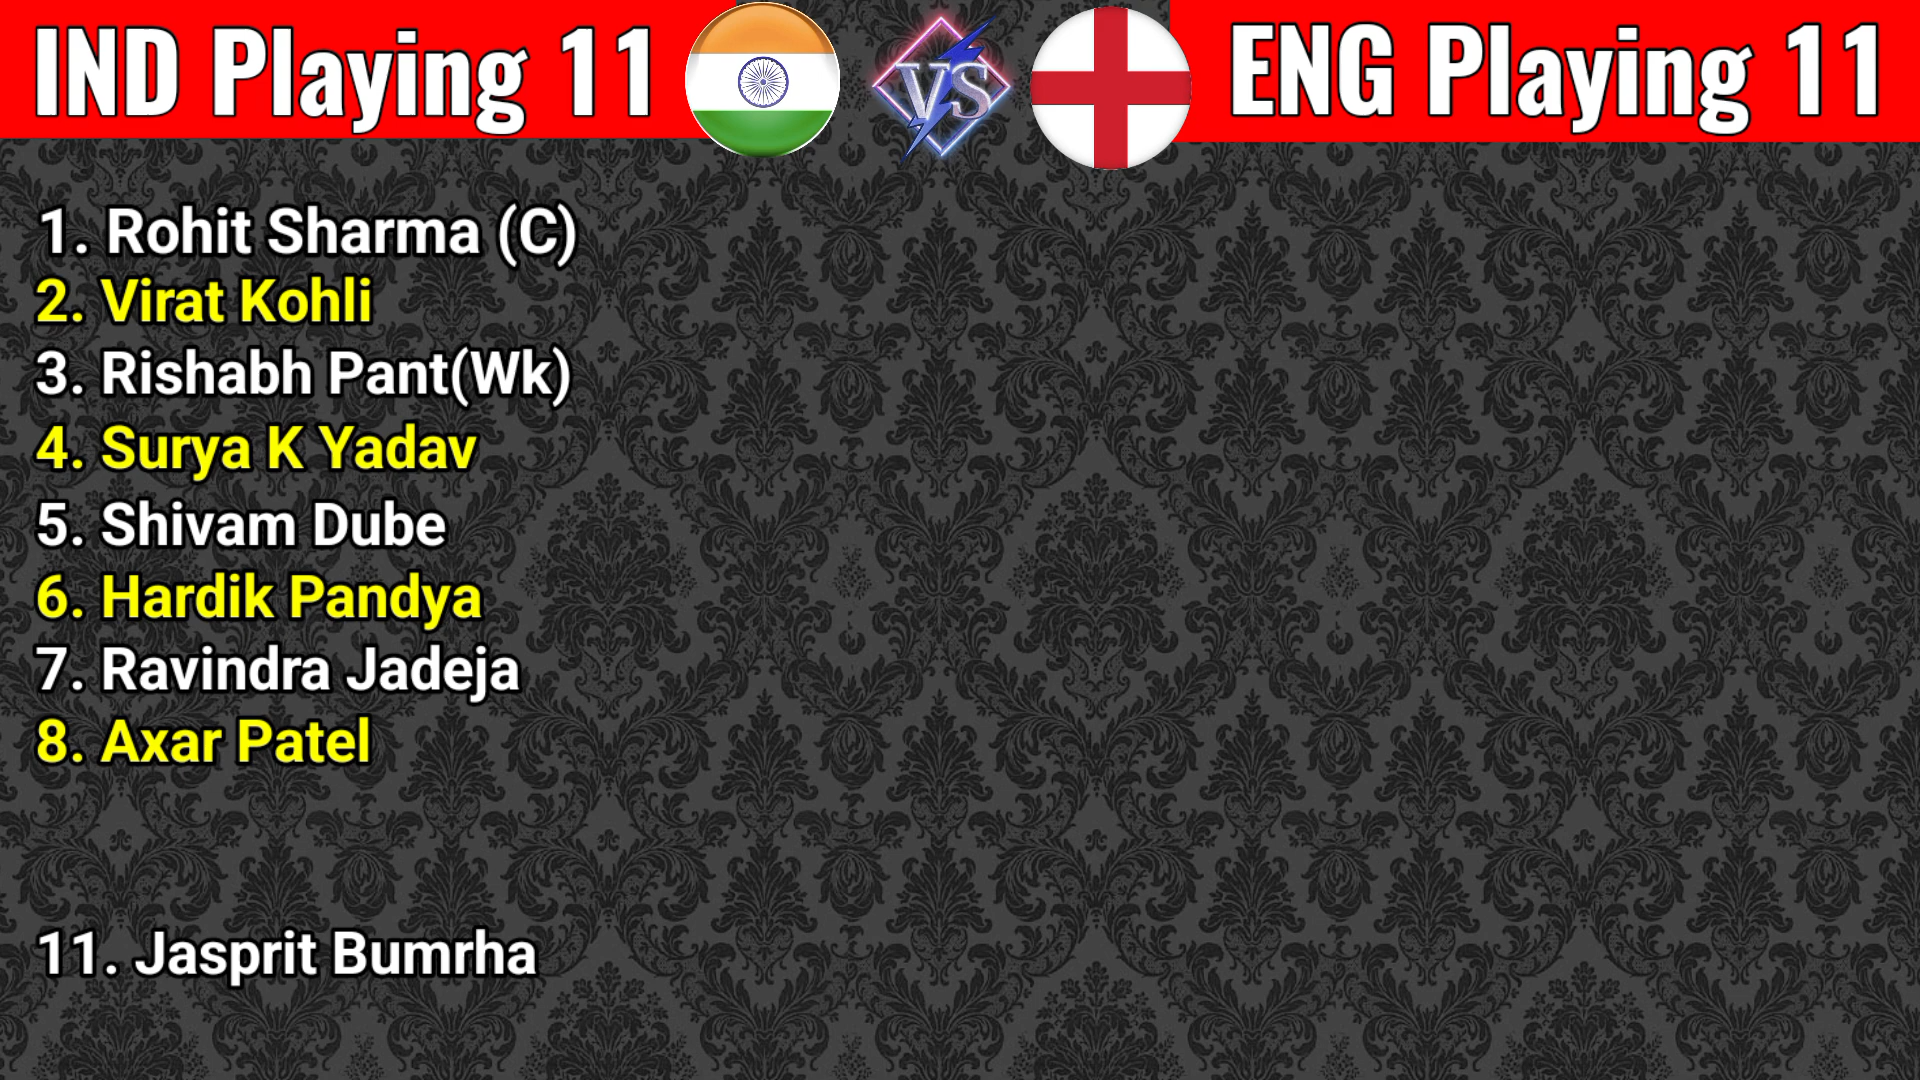 IND Playing 11
VS
ENG Playing 11
1. Rohit Sharma (C)
2. Virat Kohli
3. Rishabh Pant(Wk)
4. Surya K Yadav
5. Shivam Dube
6. Hardik Pandya
7. Ravindra Jadeja
8. Axar Patel
11. Jasprit Bumrha